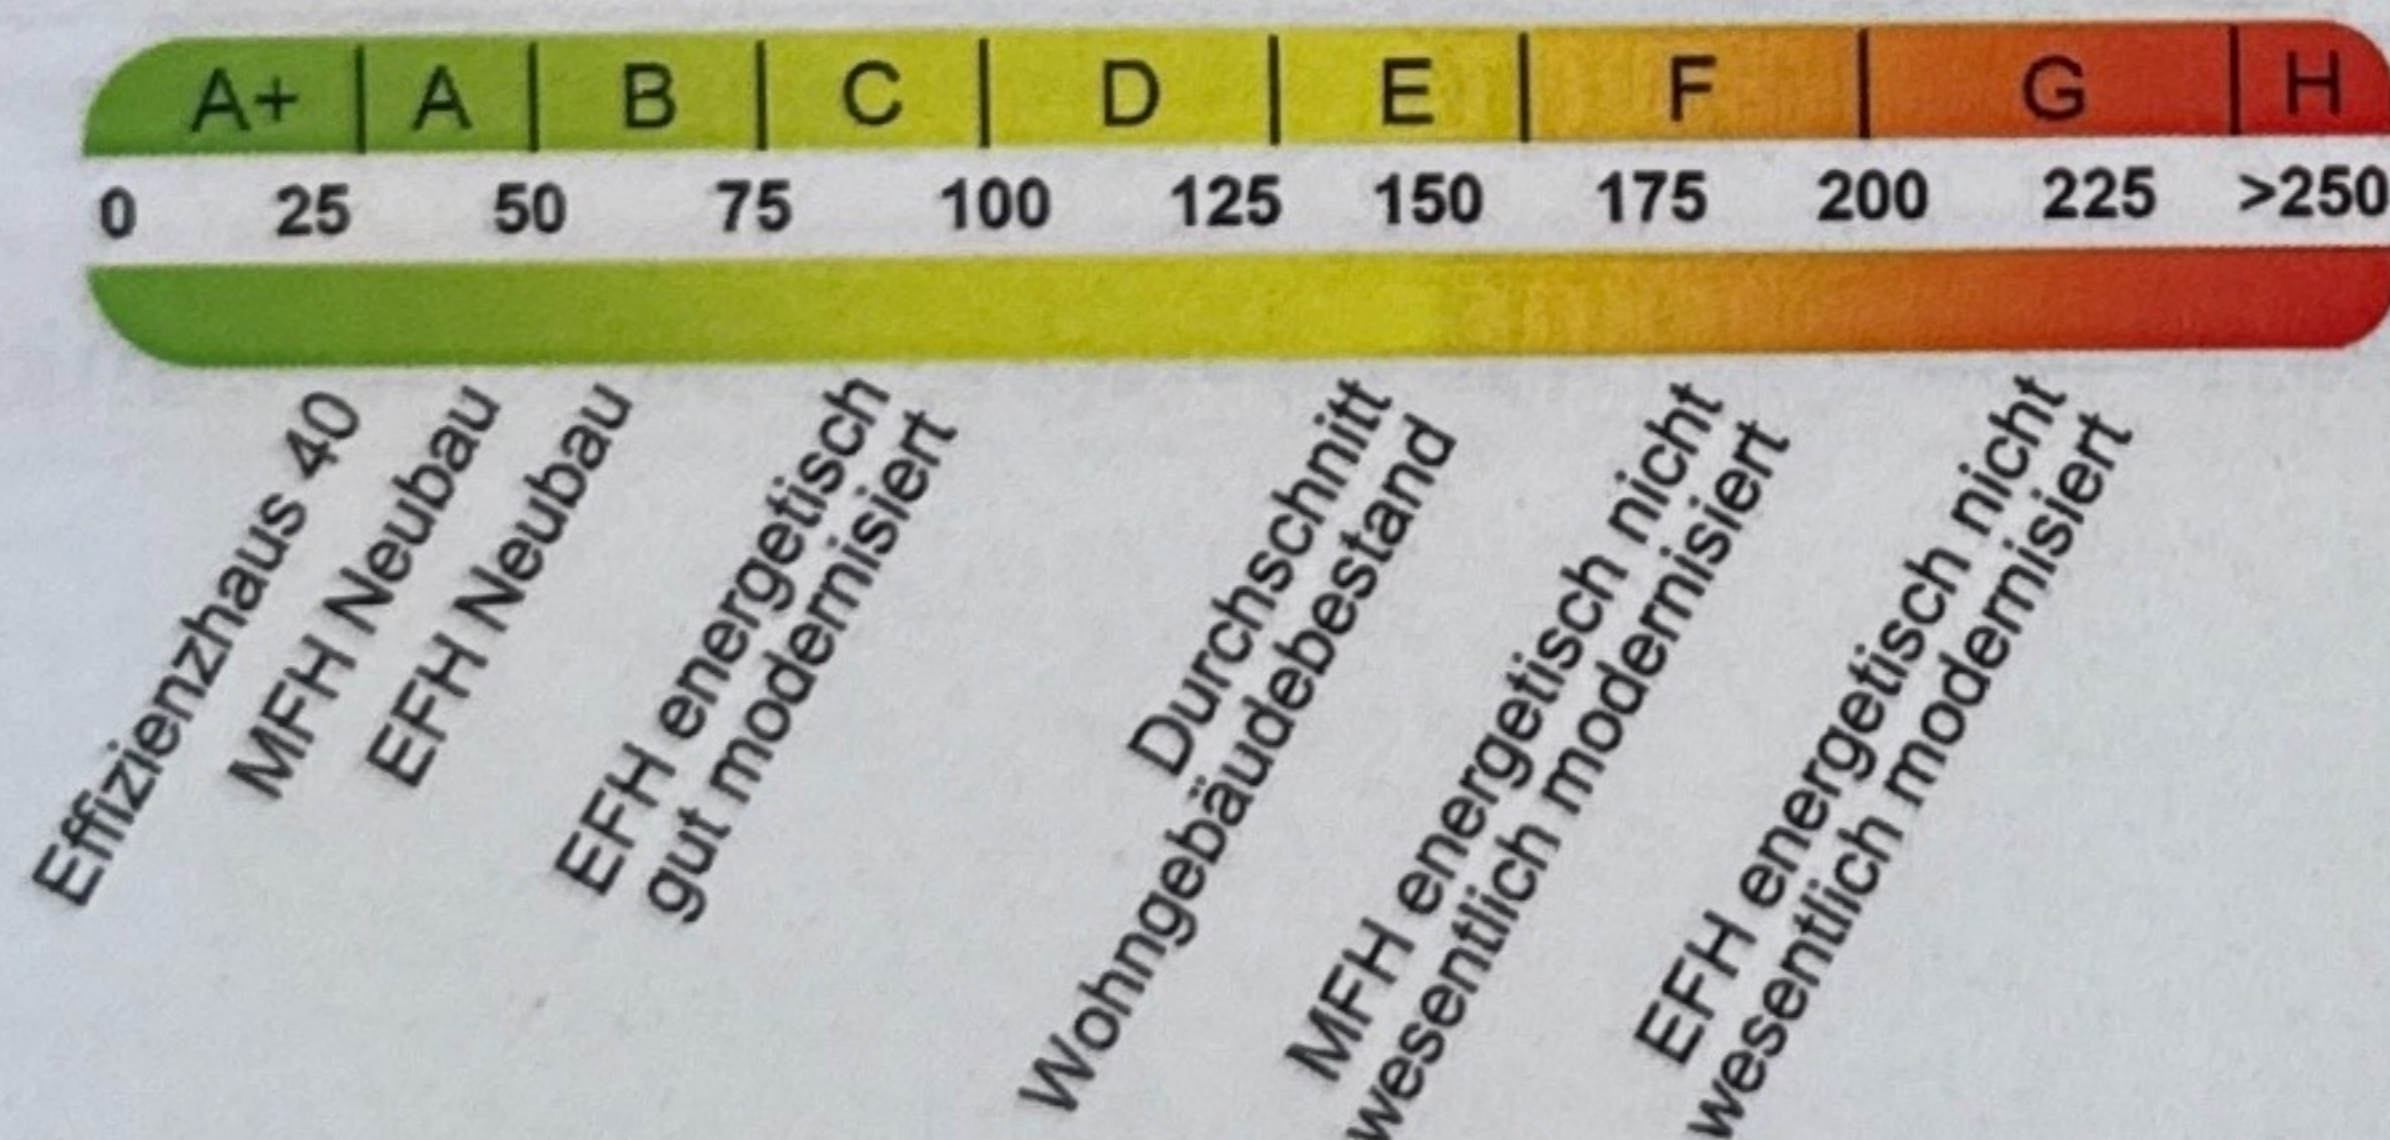 A+ A B C D E F G H
0 25 50 75 100 125 150 175 200 225 >250
Effizienzhaus 40
MFH Neubau
EFH Neubau
EFH energetisch
gut modernisiert
Durchschnitt
Wohngebäudebestand
MFH energetisch nicht
wesentlich modernisiert
EFH energetisch nicht
wesentlich modernisiert